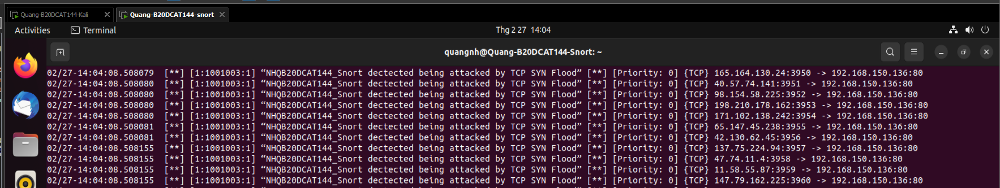 Quang-B20DCAT144-Kali × Quang-B20DCAT144-snort ×
Activities Terminal Thg 2 27 14:04
quangnh@Quang-B20DCAT144-Snort: ~
02/27-14:04:08.508079 [**] [1:1001003:1] “NHQB20DCAT144_Snort dectected being attacked by TCP SYN Flood” [**] [Priority: 0] {TCP} 165.164.130.24:3950 -> 192.168.150.136:80
02/27-14:04:08.508080 [**] [1:1001003:1] “NHQB20DCAT144_Snort dectected being attacked by TCP SYN Flood” [**] [Priority: 0] {TCP} 40.57.74.141:3951 -> 192.168.150.136:80
02/27-14:04:08.508080 [**] [1:1001003:1] “NHQB20DCAT144_Snort dectected being attacked by TCP SYN Flood” [**] [Priority: 0] {TCP} 98.154.58.225:3952 -> 192.168.150.136:80
02/27-14:04:08.508080 [**] [1:1001003:1] “NHQB20DCAT144_Snort dectected being attacked by TCP SYN Flood” [**] [Priority: 0] {TCP} 198.210.178.162:3953 -> 192.168.150.136:80
02/27-14:04:08.508080 [**] [1:1001003:1] “NHQB20DCAT144_Snort dectected being attacked by TCP SYN Flood” [**] [Priority: 0] {TCP} 171.102.138.242:3954 -> 192.168.150.136:80
02/27-14:04:08.508081 [**] [1:1001003:1] “NHQB20DCAT144_Snort dectected being attacked by TCP SYN Flood” [**] [Priority: 0] {TCP} 65.147.45.238:3955 -> 192.168.150.136:80
02/27-14:04:08.508081 [**] [1:1001003:1] “NHQB20DCAT144_Snort dectected being attacked by TCP SYN Flood” [**] [Priority: 0] {TCP} 42.130.62.45:3956 -> 192.168.150.136:80
02/27-14:04:08.508155 [**] [1:1001003:1] “NHQB20DCAT144_Snort dectected being attacked by TCP SYN Flood” [**] [Priority: 0] {TCP} 137.75.224.94:3957 -> 192.168.150.136:80
02/27-14:04:08.508155 [**] [1:1001003:1] “NHQB20DCAT144_Snort dectected being attacked by TCP SYN Flood” [**] [Priority: 0] {TCP} 47.74.11.4:3958 -> 192.168.150.136:80
02/27-14:04:08.508155 [**] [1:1001003:1] “NHQB20DCAT144_Snort dectected being attacked by TCP SYN Flood” [**] [Priority: 0] {TCP} 11.58.55.87:3959 -> 192.168.150.136:80
02/27-14:04:08.508155 [**] [1:1001003:1] “NHQB20DCAT144_Snort dectected being attacked by TCP SYN Flood” [**] [Priority: 0] {TCP} 147.79.162.225:3960 -> 192.168.150.136:80